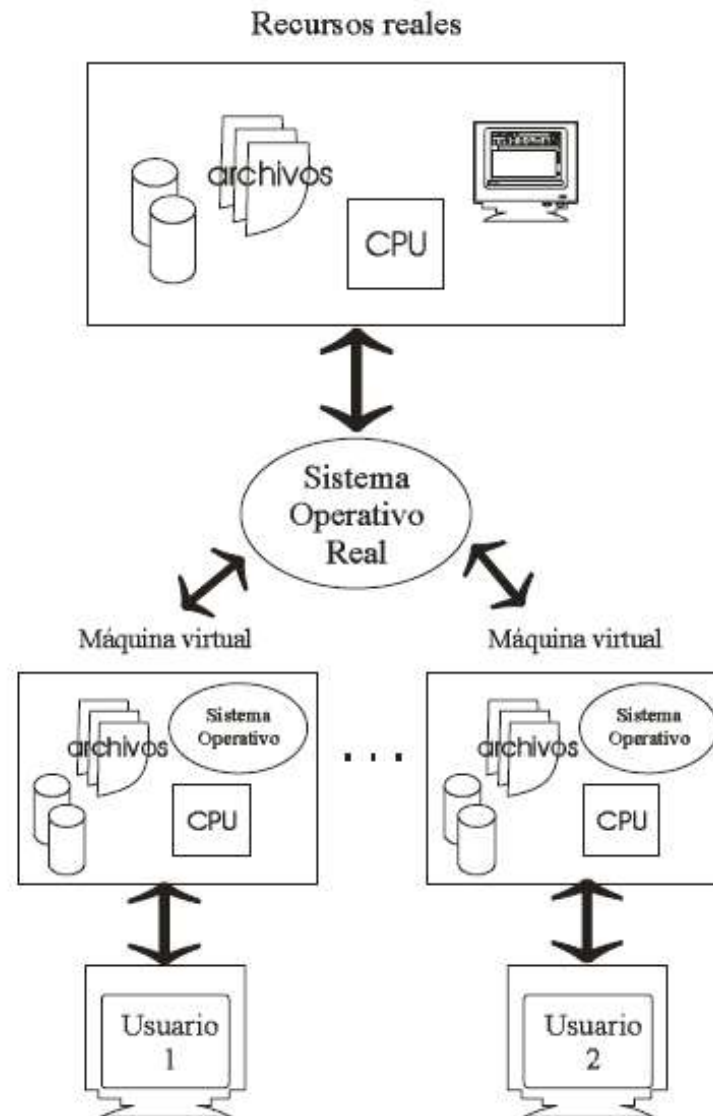 Recursos reales
archivos
CPU
Sistema
Operativo
Real
Máquina virtual
Máquina virtual
archivos
Sistema
Operativo
CPU
. . .
archivos
Sistema
Operativo
CPU
Usuario
1
Usuario
2